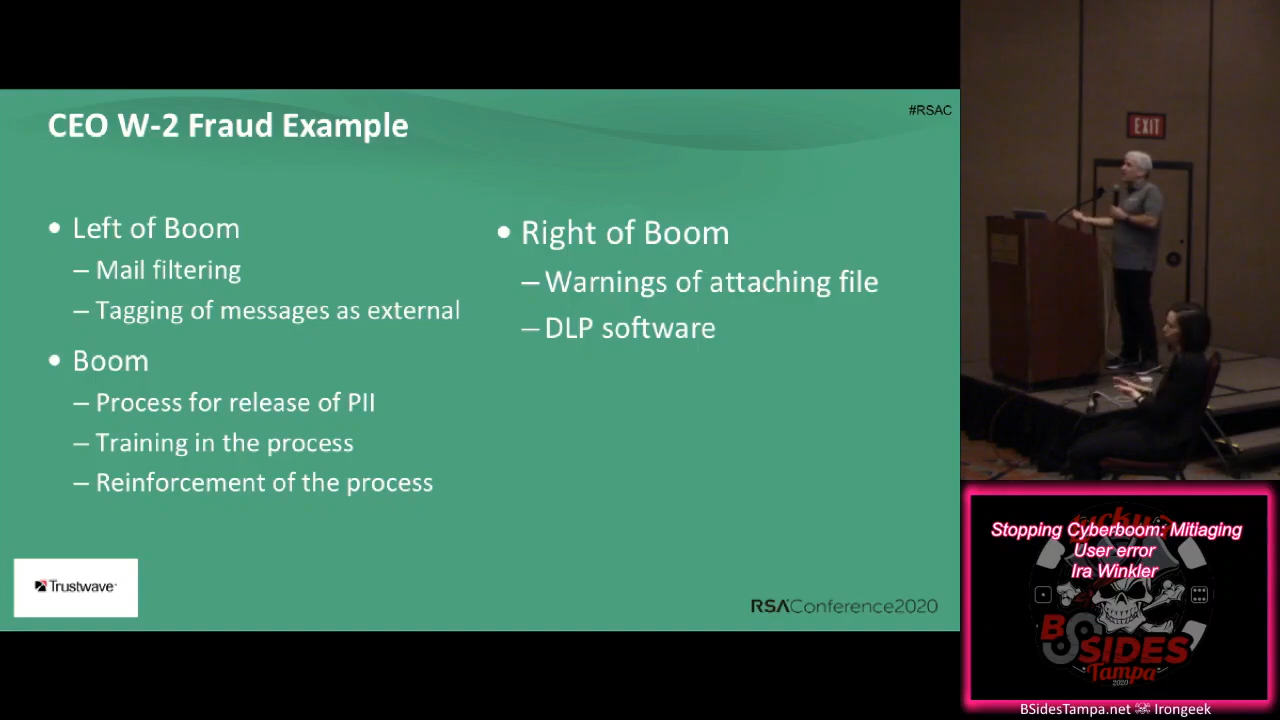 CEO W-2 Fraud Example
#RSAC
• Left of Boom
– Mail filtering
– Tagging of messages as external
• Boom
– Process for release of PII
– Training in the process
– Reinforcement of the process
• Right of Boom
– Warnings of attaching file
– DLP software
Trustwave
RSAConference2020
EXIT
Stopping Cyberboom: Mitiaging
User error
Ira Winkler
BSIDES
Tampa
2020
BSidesTampa.net ☠ Irongeek